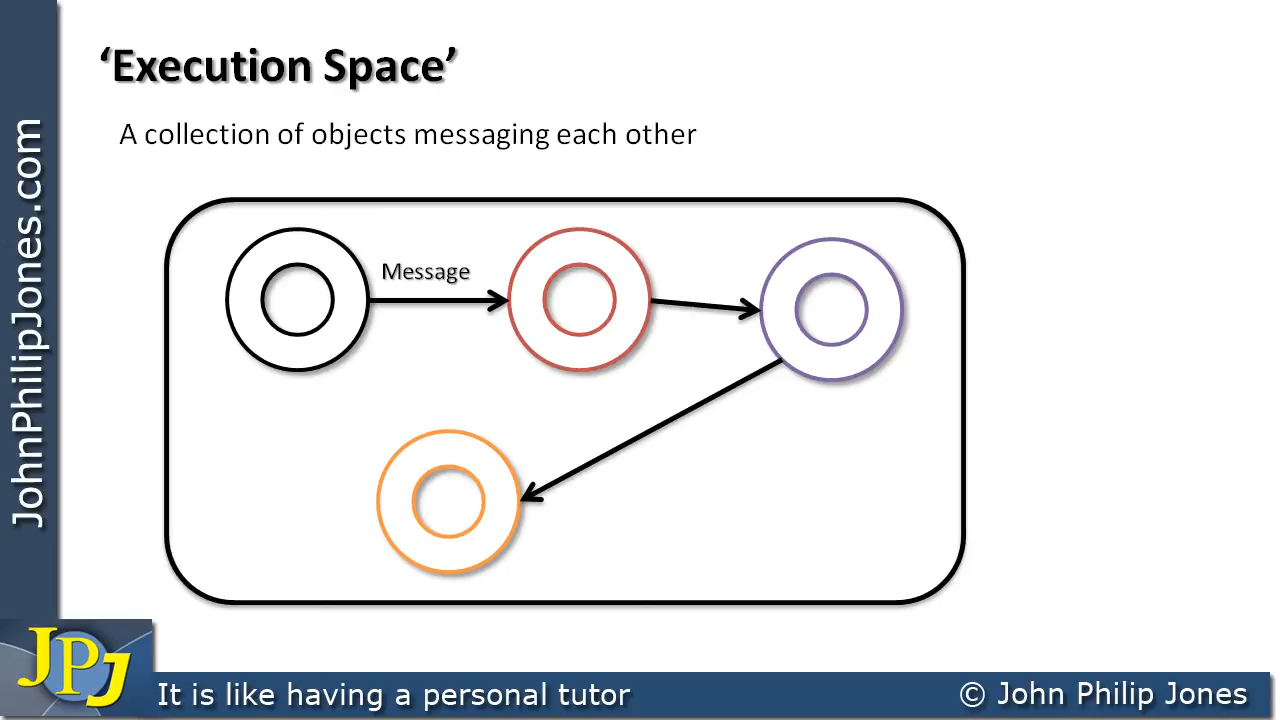 ‘Execution Space’
A collection of objects messaging each other
Message
JohnPhilipJones.com
JPJ
It is like having a personal tutor
© John Philip Jones